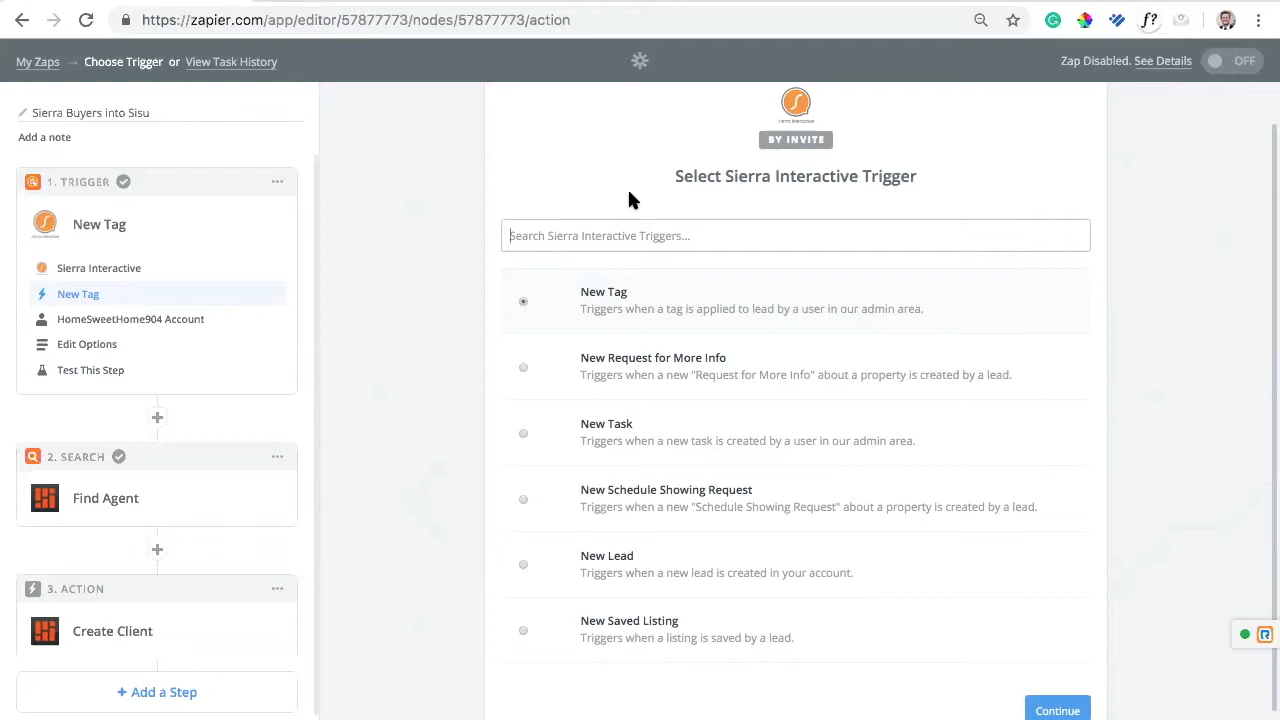 https://zapier.com/app/editor/57877773/nodes/57877773/action
f?
My Zaps → Choose Trigger or View Task History
Zap Disabled. See Details OFF
Sierra Buyers into Sisu
Add a note
1. TRIGGER
New Tag
Sierra Interactive
New Tag
HomeSweetHome904 Account
Edit Options
Test This Step
2. SEARCH
Find Agent
3. ACTION
Create Client
+ Add a Step
BY INVITE
Select Sierra Interactive Trigger
Search Sierra Interactive Triggers...
New Tag
Triggers when a tag is applied to lead by a user in our admin area.
New Request for More Info
Triggers when a new "Request for More Info" about a property is created by a lead.
New Task
Triggers when a new task is created by a user in our admin area.
New Schedule Showing Request
Triggers when a new "Schedule Showing Request" about a property is created by a lead.
New Lead
Triggers when a new lead is created in your account.
New Saved Listing
Triggers when a listing is saved by a lead.
Continue